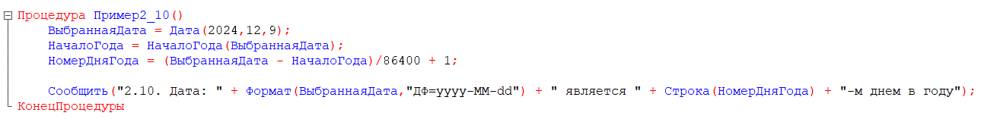 Процедура Пример2_10()
ВыбраннаяДата = Дата(2024,12,9);
НачалоГода = НачалоГода(ВыбраннаяДата);
НомерДняГода = (ВыбраннаяДата - НачалоГода)/86400 + 1;
Сообщить("2.10. Дата: " + Формат(ВыбраннаяДата,"ДФ=yyyy-MM-dd") + " является " + Строка(НомерДняГода) + "-м днем в году");
КонецПроцедуры